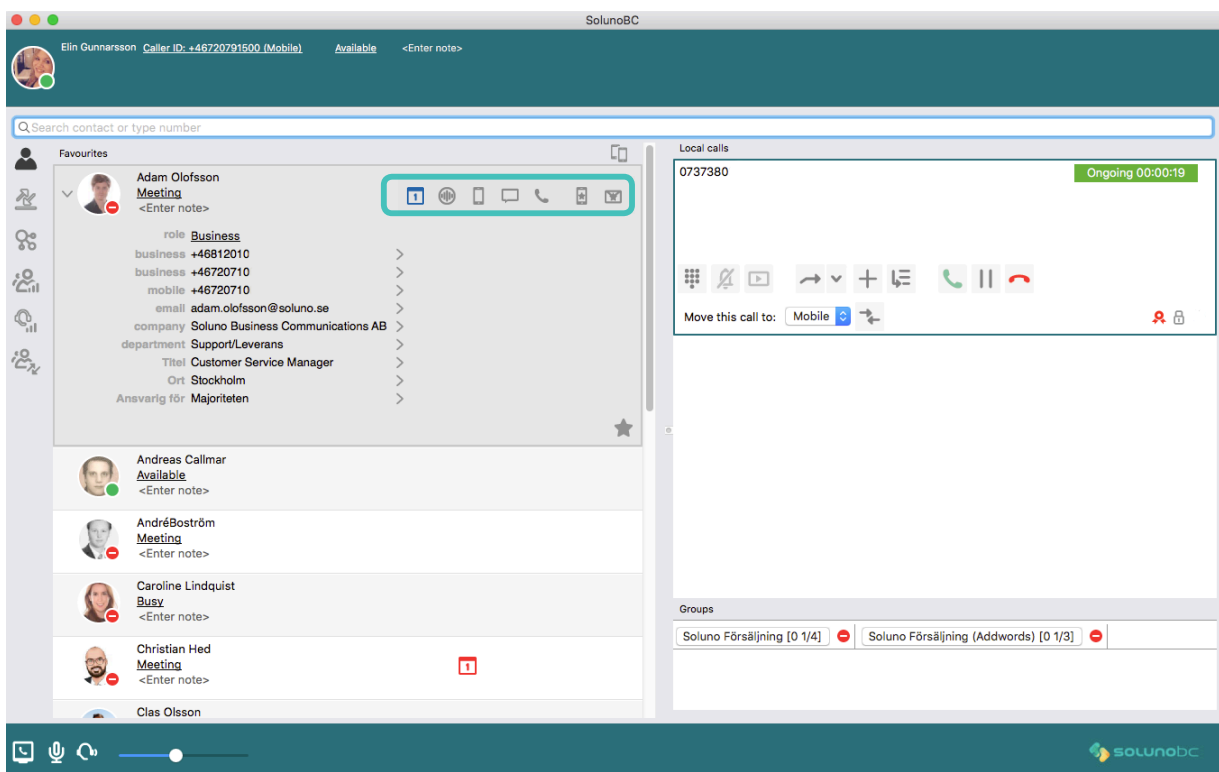 SolunoBC
Elin Gunnarsson Caller ID: +46720791500 (Mobile) Available <Enter note>
Search contact or type number
Favourites
Adam Olofsson
Meeting
<Enter note>
1
role Business
business +46812010
business +46720710
mobile +46720710
email adam.olofsson@soluno.se
company Soluno Business Communications AB
department Support/Leverans
Titel Customer Service Manager
Ort Stockholm
Ansvarig för Majoriteten
Andreas Callmar
Available
<Enter note>
AndréBoström
Meeting
<Enter note>
Caroline Lindquist
Busy
<Enter note>
Christian Hed
Meeting
<Enter note>
1
Clas Olsson
Local calls
0737380
Ongoing 00:00:19
Move this call to: Mobile
Groups
Soluno Försäljning [0 1/4] Soluno Försäljning (Addwords) [0 1/3]
solunobc